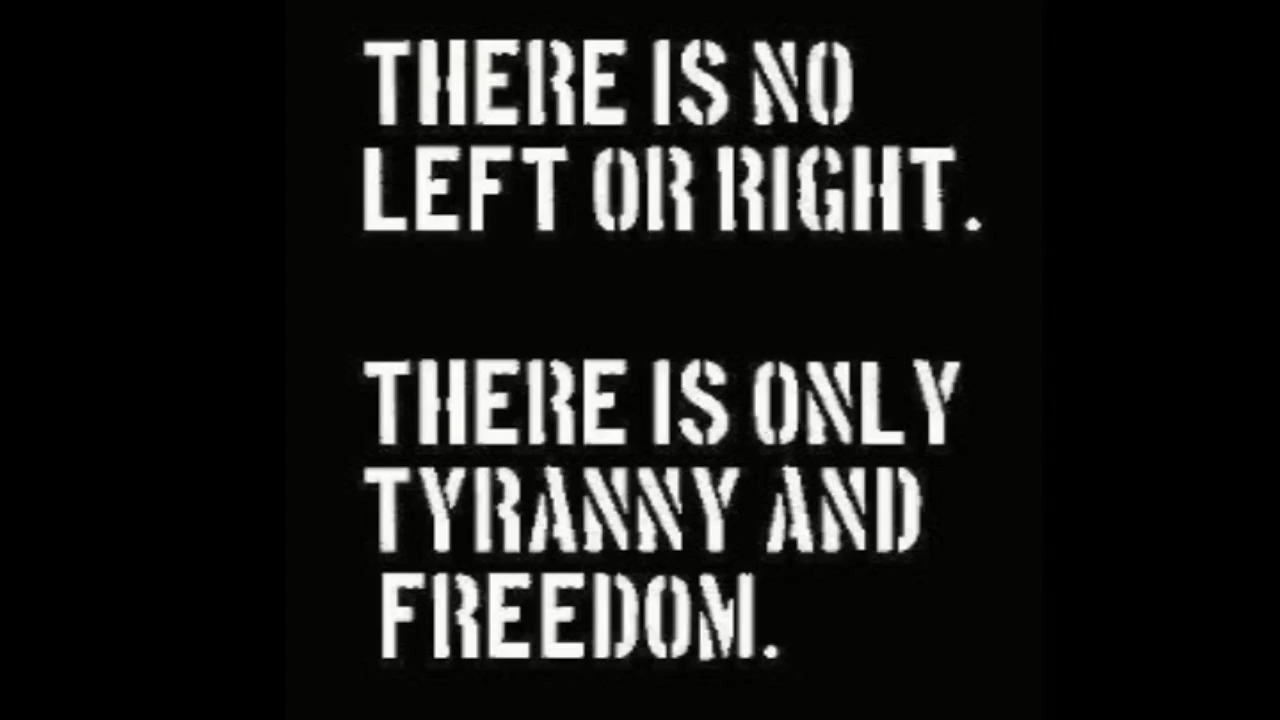 THERE IS NO
LEFT OR RIGHT.
THERE IS ONLY
TYRANNY AND
FREEDOM.